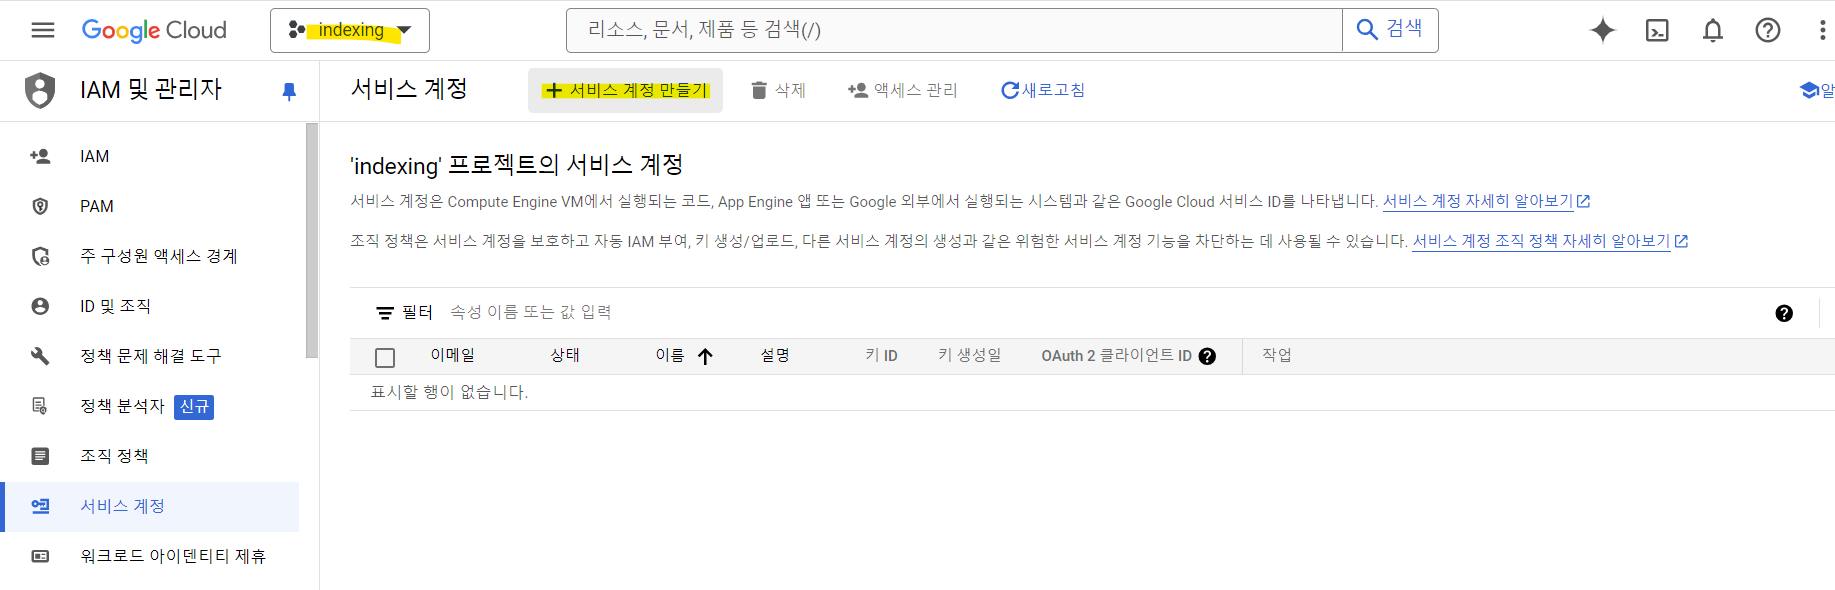 Google Cloud
indexing
리소스, 문서, 제품 등 검색(/)
검색
IAM 및 관리자
서비스 계정
서비스 계정 만들기
삭제
액세스 관리
새로고침
알
IAM
PAM
주 구성원 액세스 경계
ID 및 조직
정책 문제 해결 도구
정책 분석자 신규
조직 정책
서비스 계정
워크로드 아이덴티티 제휴
'indexing' 프로젝트의 서비스 계정
서비스 계정은 Compute Engine VM에서 실행되는 코드, App Engine 앱 또는 Google 외부에서 실행되는 시스템과 같은 Google Cloud 서비스 ID를 나타냅니다. 서비스 계정 자세히 알아보기
조직 정책은 서비스 계정을 보호하고 자동 IAM 부여, 키 생성/업로드, 다른 서비스 계정의 생성과 같은 위험한 서비스 계정 기능을 차단하는 데 사용될 수 있습니다. 서비스 계정 조직 정책 자세히 알아보기
필터 속성 이름 또는 값 입력
이메일 상태 이름 설명 키 ID 키 생성일 OAuth 2 클라이언트 ID 작업
표시할 행이 없습니다.